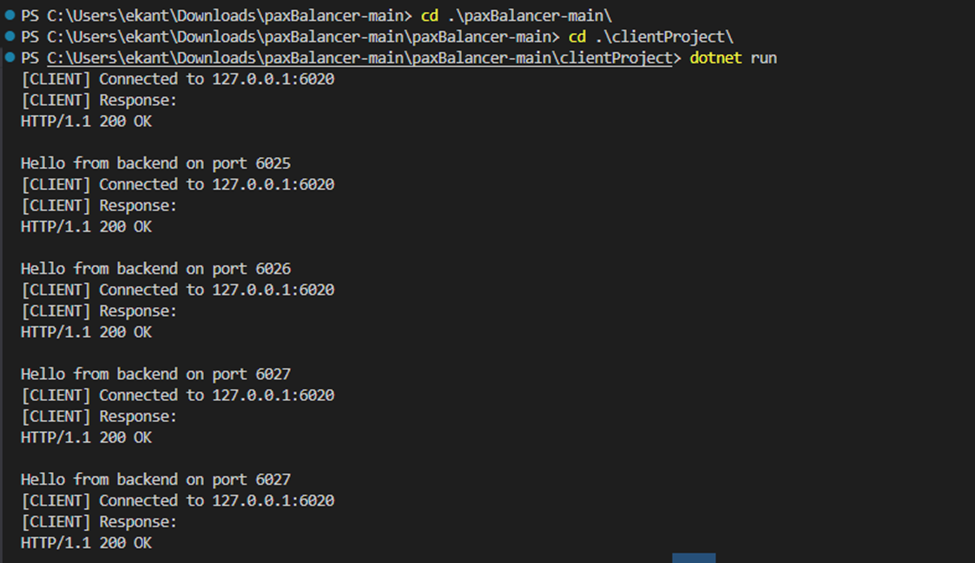 PS C:\Users\ekant\Downloads\paxBalancer-main> cd .\paxBalancer-main\
PS C:\Users\ekant\Downloads\paxBalancer-main\paxBalancer-main> cd .\clientProject\
PS C:\Users\ekant\Downloads\paxBalancer-main\paxBalancer-main\clientProject> dotnet run
[CLIENT] Connected to 127.0.0.1:6020
[CLIENT] Response:
HTTP/1.1 200 OK
Hello from backend on port 6025
[CLIENT] Connected to 127.0.0.1:6020
[CLIENT] Response:
HTTP/1.1 200 OK
Hello from backend on port 6026
[CLIENT] Connected to 127.0.0.1:6020
[CLIENT] Response:
HTTP/1.1 200 OK
Hello from backend on port 6027
[CLIENT] Connected to 127.0.0.1:6020
[CLIENT] Response:
HTTP/1.1 200 OK
Hello from backend on port 6027
[CLIENT] Connected to 127.0.0.1:6020
[CLIENT] Response:
HTTP/1.1 200 OK